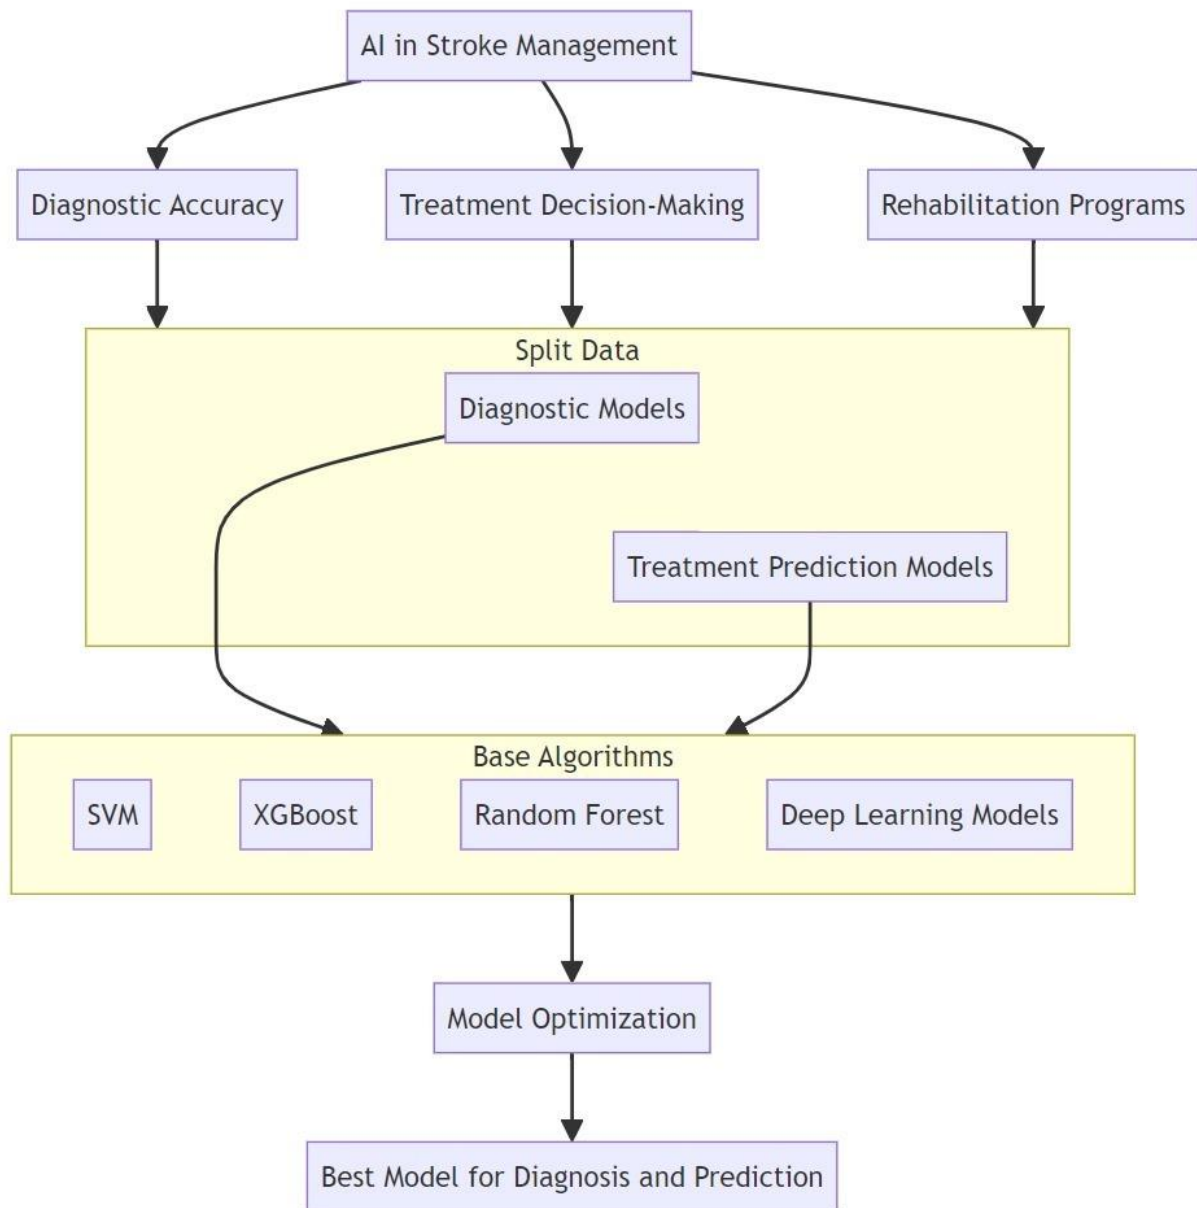 AI in Stroke Management
Diagnostic Accuracy
Treatment Decision-Making
Rehabilitation Programs
Split Data
Diagnostic Models
Treatment Prediction Models
Base Algorithms
SVM
XGBoost
Random Forest
Deep Learning Models
Model Optimization
Best Model for Diagnosis and Prediction